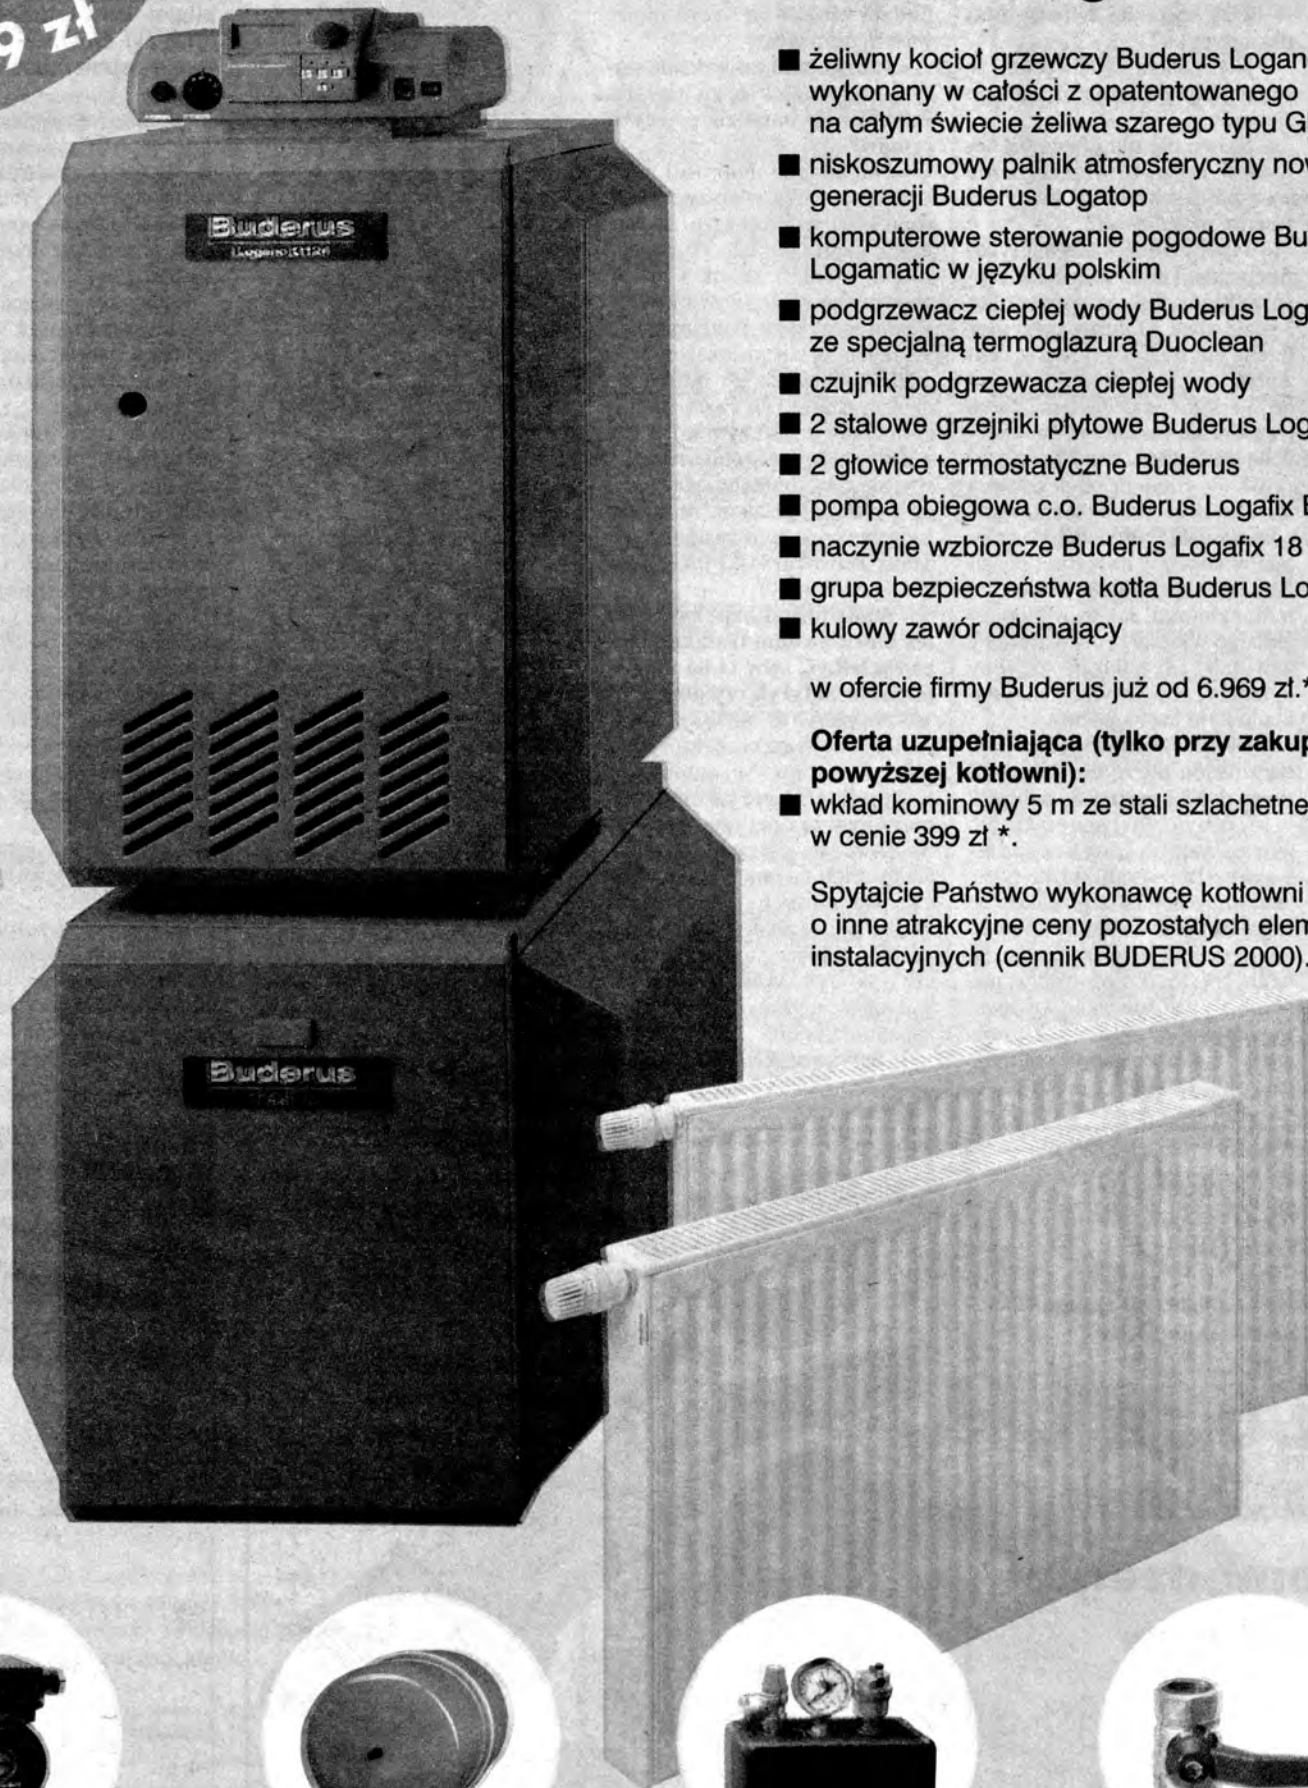 9 zł
■ żeliwny kocioł grzewczy Buderus Logan
wykonany w całości z opatentowanego
na całym świecie żeliwa szarego typu G
■ niskoszumowy palnik atmosferyczny now
generacji Buderus Logatop
■ komputerowe sterowanie pogodowe Bu
Logamatic w języku polskim
■ podgrzewacz ciepłej wody Buderus Log
ze specjalną termoglazurą Duoclean
■ czujnik podgrzewacza ciepłej wody
■ 2 stalowe grzejniki płytowe Buderus Log
■ 2 głowice termostatyczne Buderus
■ pompa obiegowa c.o. Buderus Logafix
■ naczynie wzbiorcze Buderus Logafix 18
■ grupa bezpieczeństwa kotła Buderus Lo
■ kulowy zawór odcinający
w ofercie firmy Buderus już od 6.969 zł.*
Oferta uzupełniająca (tylko przy zakup
powyższej kotłowni):
■ wkład kominowy 5 m ze stali szlachetne
w cenie 399 zł *.
Spytajcie Państwo wykonawcę kotłowni
o inne atrakcyjne ceny pozostałych elem
instalacyjnych (cennik BUDERUS 2000).
Buderus
Buderus